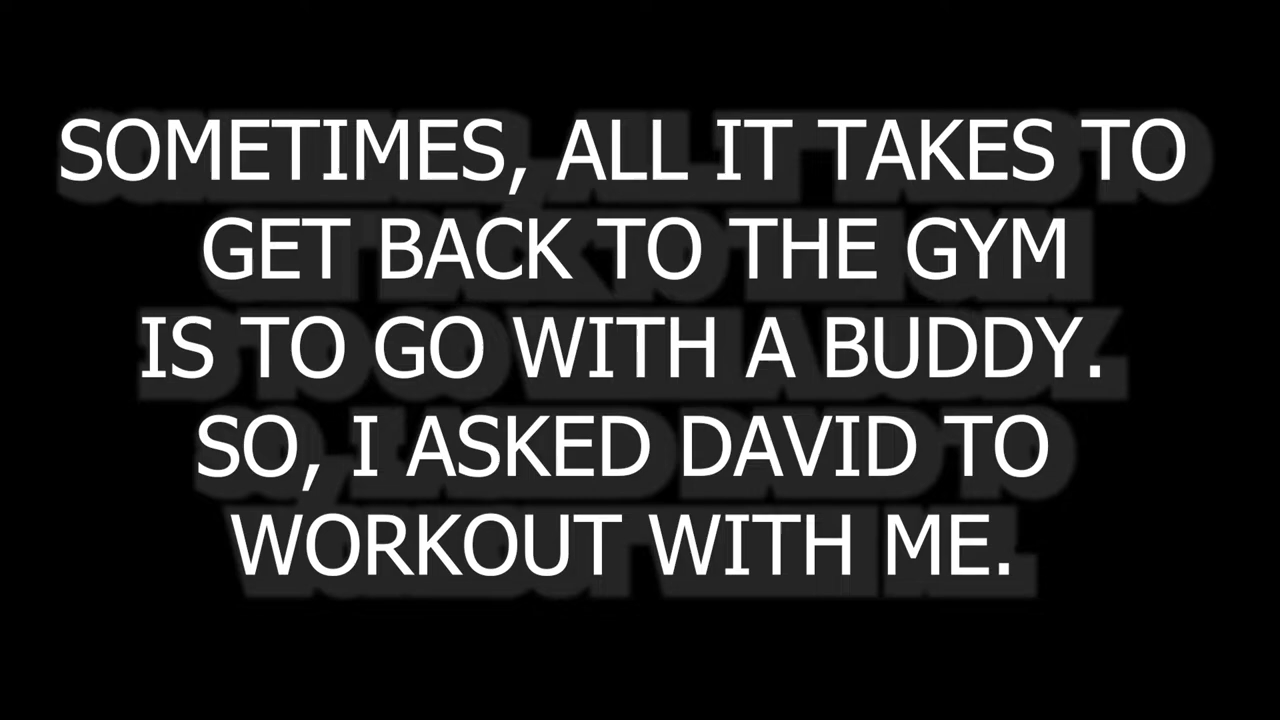 SOMETIMES, ALL IT TAKES TO
GET BACK TO THE GYM
IS TO GO WITH A BUDDY.
SO, I ASKED DAVID TO
WORKOUT WITH ME.